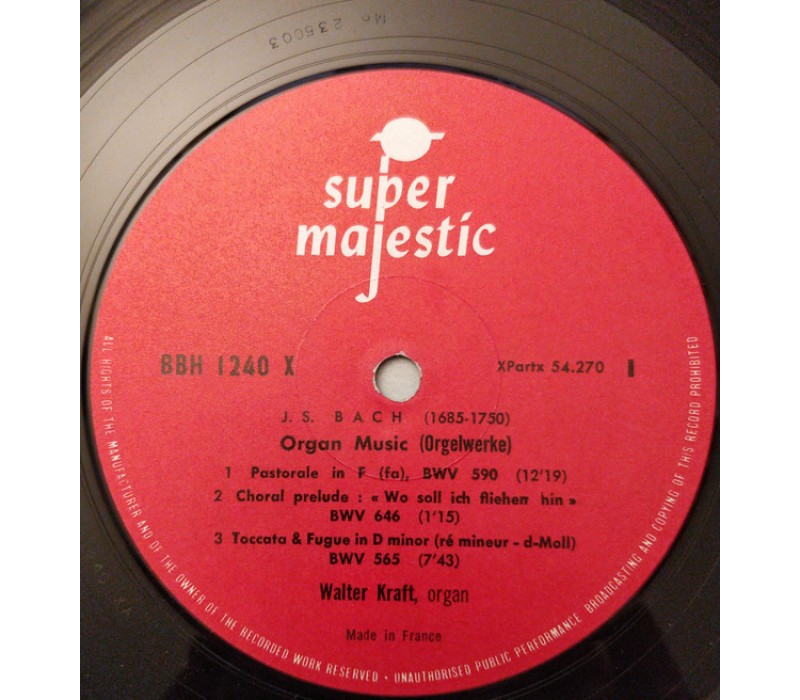 Mo 235003
super
majestic
BBH 1240 X
XPartx 54.270 I
J. S. BACH (1685-1750)
Organ Music (Orgelwerke)
1 Pastorale in F (fa), BWV 590 (12'19)
2 Choral prelude : « Wo soll ich fliehen hin »
BWV 646 (1'15)
3 Toccata & Fugue in D minor (ré mineur - d-Moll)
BWV 565 (7'43)
Walter Kraft, organ
Made in France
ALL RIGHTS OF THE MANUFACTURER AND OF THE OWNER OF THE RECORDED WORK RESERVED • UNAUTHORISED PUBLIC PERFORMANCE BROADCASTING AND COPYING OF THIS RECORD PROHIBITED